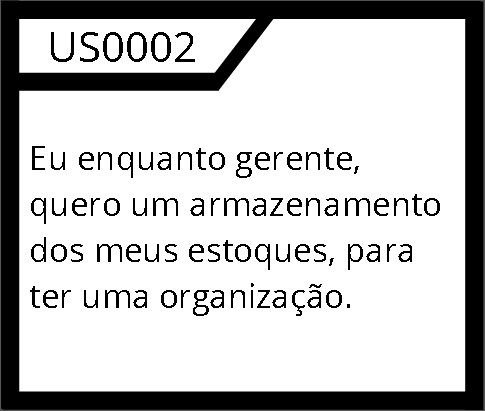 US0002
Eu enquanto gerente,
quero um armazenamento
dos meus estoques, para
ter uma organização.